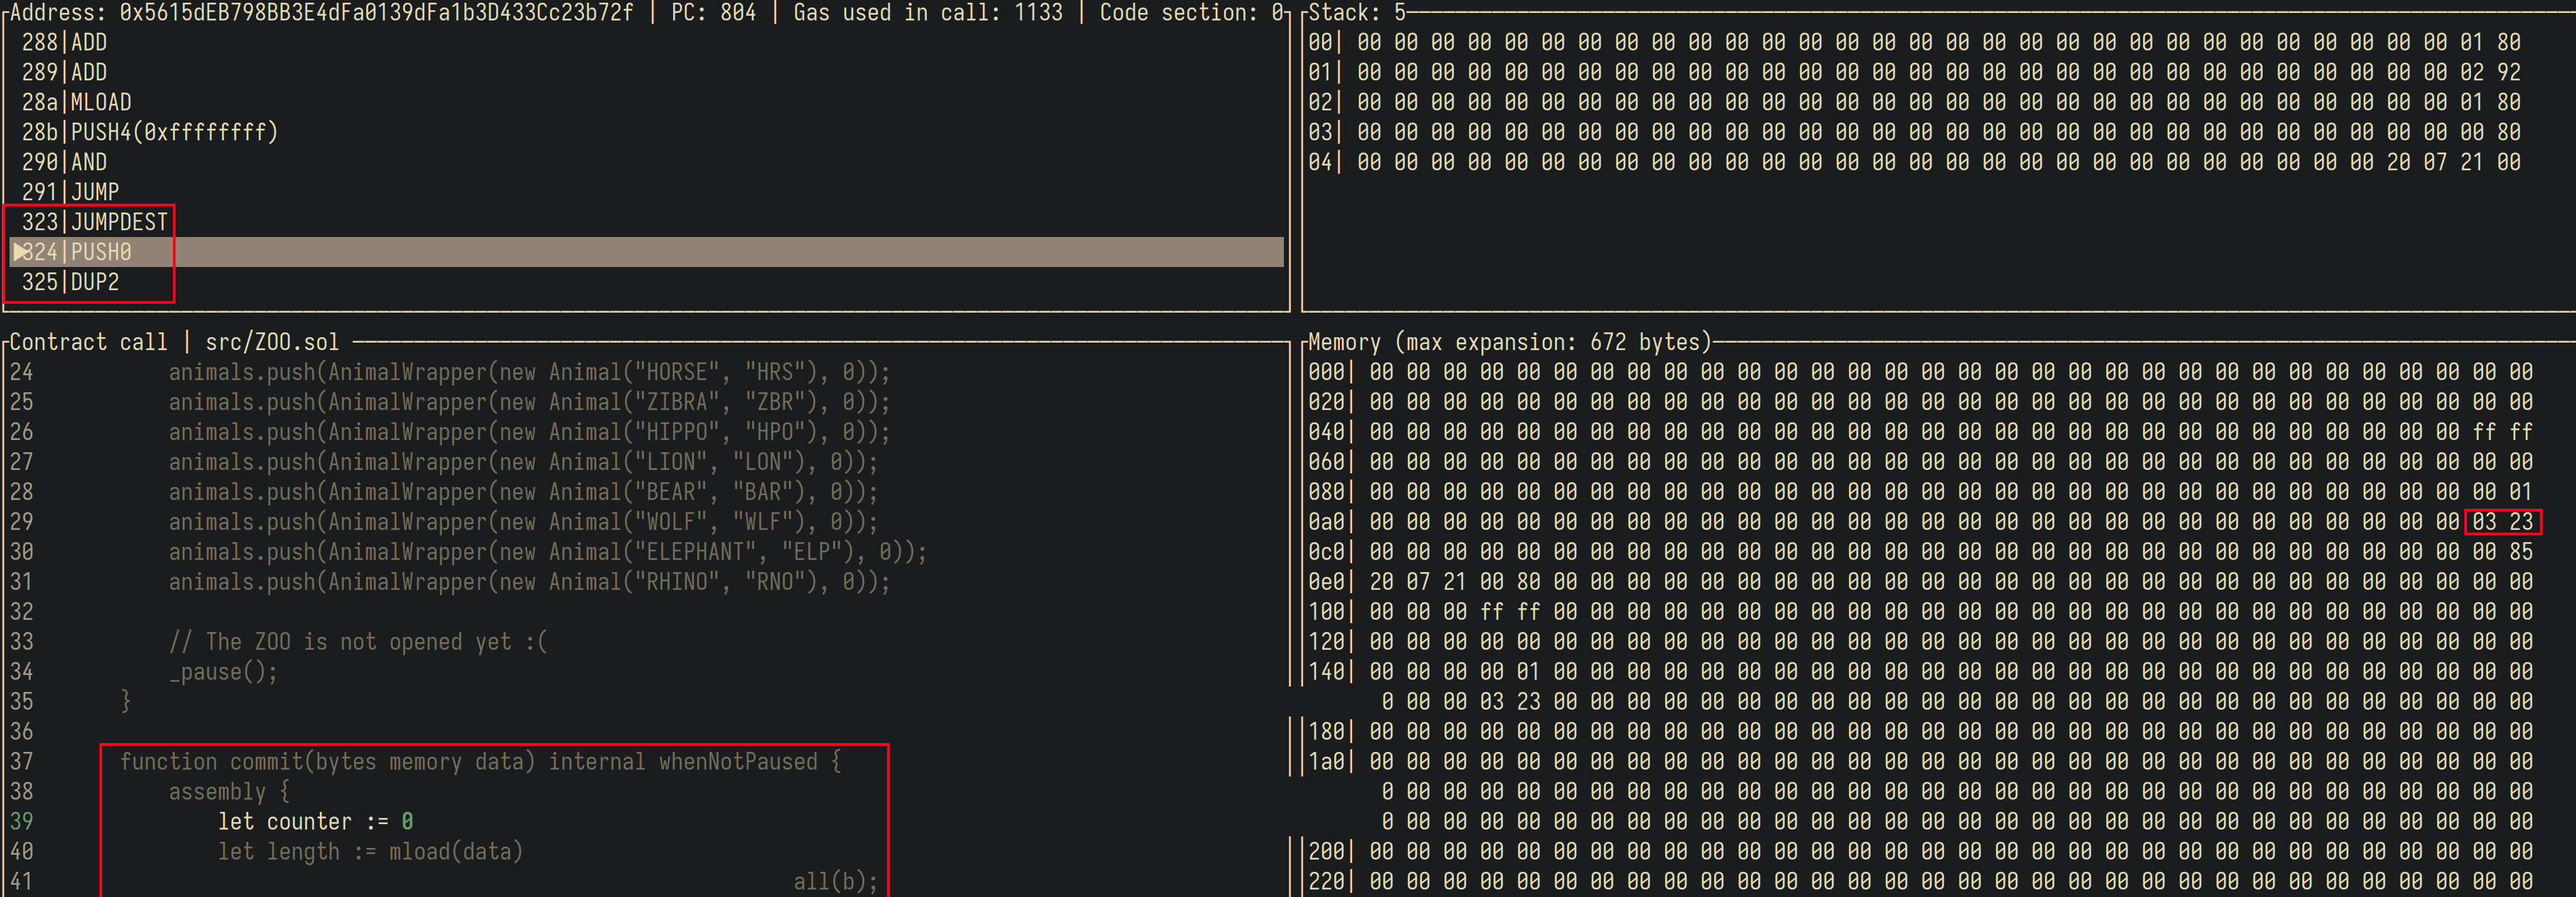 Address: 0x5615dEB798BB3E4dFa0139dFa1b3D433Cc23b72f | PC: 804 | Gas used in call: 1133 | Code section: 0
288|ADD
289|ADD
28a|MLOAD
28b|PUSH4(0xffffffff)
290|AND
291|JUMP
323|JUMPDEST
▶324|PUSH0
325|DUP2
Stack: 5
00| 00 00 00 00 00 00 00 00 00 00 00 00 00 00 00 00 00 00 00 00 00 00 00 00 00 00 00 00 00 00 01 80
01| 00 00 00 00 00 00 00 00 00 00 00 00 00 00 00 00 00 00 00 00 00 00 00 00 00 00 00 00 00 00 02 92
02| 00 00 00 00 00 00 00 00 00 00 00 00 00 00 00 00 00 00 00 00 00 00 00 00 00 00 00 00 00 00 01 80
03| 00 00 00 00 00 00 00 00 00 00 00 00 00 00 00 00 00 00 00 00 00 00 00 00 00 00 00 00 00 00 00 80
04| 00 00 00 00 00 00 00 00 00 00 00 00 00 00 00 00 00 00 00 00 00 00 00 00 00 00 00 00 20 07 21 00
Contract call | src/ZOO.sol
24 animals.push(AnimalWrapper(new Animal("HORSE", "HRS"), 0));
25 animals.push(AnimalWrapper(new Animal("ZIBRA", "ZBR"), 0));
26 animals.push(AnimalWrapper(new Animal("HIPPO", "HPO"), 0));
27 animals.push(AnimalWrapper(new Animal("LION", "LON"), 0));
28 animals.push(AnimalWrapper(new Animal("BEAR", "BAR"), 0));
29 animals.push(AnimalWrapper(new Animal("WOLF", "WLF"), 0));
30 animals.push(AnimalWrapper(new Animal("ELEPHANT", "ELP"), 0));
31 animals.push(AnimalWrapper(new Animal("RHINO", "RNO"), 0));
32
33 // The ZOO is not opened yet :(
34 _pause();
35 }
36
37 function commit(bytes memory data) internal whenNotPaused {
38 assembly {
39 let counter := 0
40 let length := mload(data)
41 all(b);
Memory (max expansion: 672 bytes)
000| 00 00 00 00 00 00 00 00 00 00 00 00 00 00 00 00 00 00 00 00 00 00 00 00 00 00 00 00 00 00 00 00
020| 00 00 00 00 00 00 00 00 00 00 00 00 00 00 00 00 00 00 00 00 00 00 00 00 00 00 00 00 00 00 00 00
040| 00 00 00 00 00 00 00 00 00 00 00 00 00 00 00 00 00 00 00 00 00 00 00 00 00 00 00 00 00 00 ff ff
060| 00 00 00 00 00 00 00 00 00 00 00 00 00 00 00 00 00 00 00 00 00 00 00 00 00 00 00 00 00 00 00 00
080| 00 00 00 00 00 00 00 00 00 00 00 00 00 00 00 00 00 00 00 00 00 00 00 00 00 00 00 00 00 00 00 01
0a0| 00 00 00 00 00 00 00 00 00 00 00 00 00 00 00 00 00 00 00 00 00 00 00 00 00 00 00 00 00 00 03 23
0c0| 00 00 00 00 00 00 00 00 00 00 00 00 00 00 00 00 00 00 00 00 00 00 00 00 00 00 00 00 00 00 00 85
0e0| 20 07 21 00 80 00 00 00 00 00 00 00 00 00 00 00 00 00 00 00 00 00 00 00 00 00 00 00 00 00 00 00
100| 00 00 00 ff ff 00 00 00 00 00 00 00 00 00 00 00 00 00 00 00 00 00 00 00 00 00 00 00 00 00 00 00
120| 00 00 00 00 00 00 00 00 00 00 00 00 00 00 00 00 00 00 00 00 00 00 00 00 00 00 00 00 00 00 00 00
140| 00 00 00 00 01 00 00 00 00 00 00 00 00 00 00 00 00 00 00 00 00 00 00 00 00 00 00 00 00 00 00 00
0 00 00 03 23 00 00 00 00 00 00 00 00 00 00 00 00 00 00 00 00 00 00 00 00 00 00 00 00 00 00 00
180| 00 00 00 00 00 00 00 00 00 00 00 00 00 00 00 00 00 00 00 00 00 00 00 00 00 00 00 00 00 00 00 00
1a0| 00 00 00 00 00 00 00 00 00 00 00 00 00 00 00 00 00 00 00 00 00 00 00 00 00 00 00 00 00 00 00 00
0 00 00 00 00 00 00 00 00 00 00 00 00 00 00 00 00 00 00 00 00 00 00 00 00 00 00 00 00 00 00 00
0 00 00 00 00 00 00 00 00 00 00 00 00 00 00 00 00 00 00 00 00 00 00 00 00 00 00 00 00 00 00 00
200| 00 00 00 00 00 00 00 00 00 00 00 00 00 00 00 00 00 00 00 00 00 00 00 00 00 00 00 00 00 00 00 00
220| 00 00 00 00 00 00 00 00 00 00 00 00 00 00 00 00 00 00 00 00 00 00 00 00 00 00 00 00 00 00 00 00